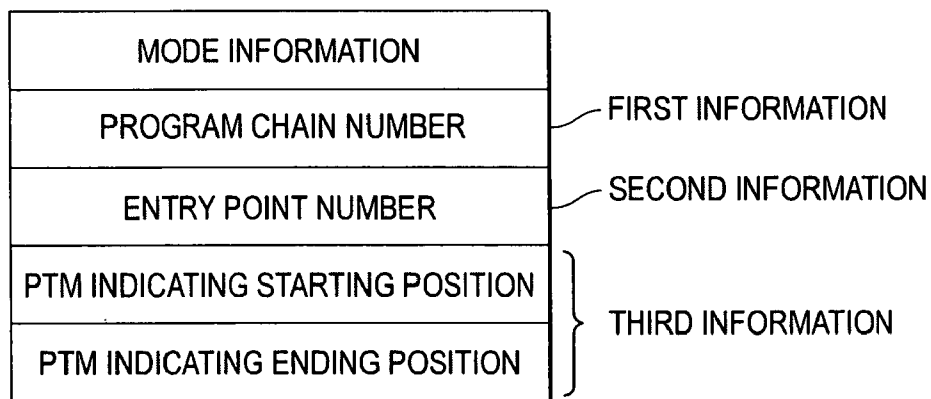 MODE INFORMATION
PROGRAM CHAIN NUMBER
FIRST INFORMATION
ENTRY POINT NUMBER
SECOND INFORMATION
PTM INDICATING STARTING POSITION
THIRD INFORMATION
PTM INDICATING ENDING POSITION